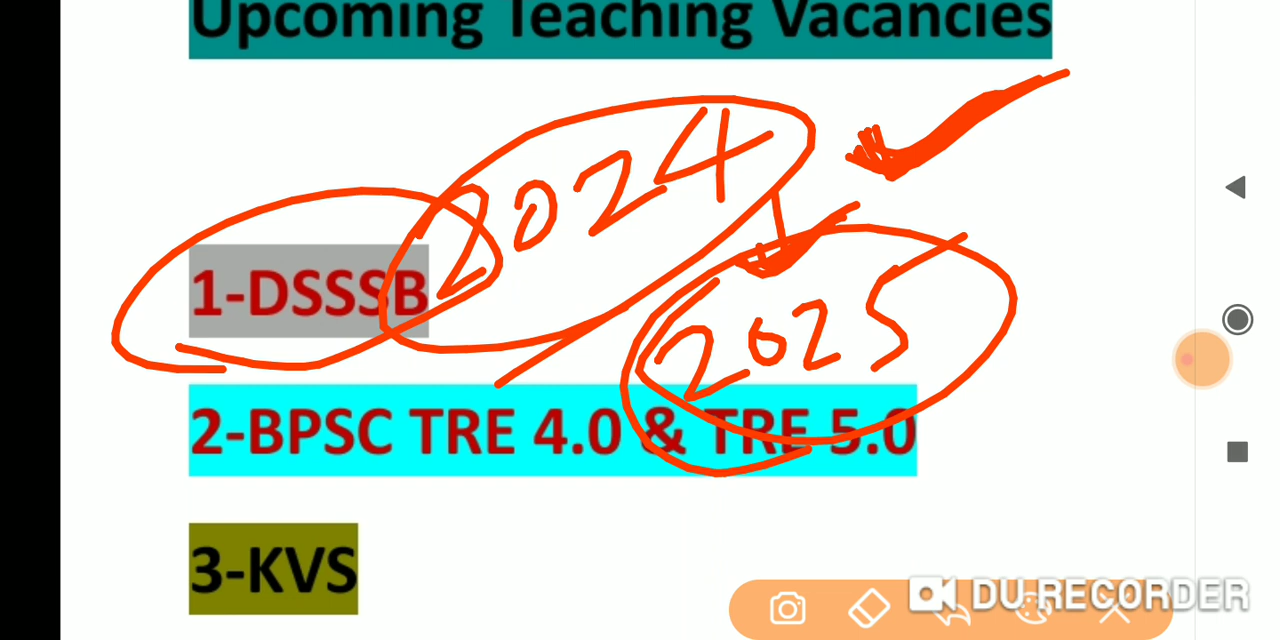 Upcoming Teaching Vacancies
2024
1-DSSSB
2025
2-BPSC TRE 4.0 & TRE 5.0
3-KVS
DU RECORDER